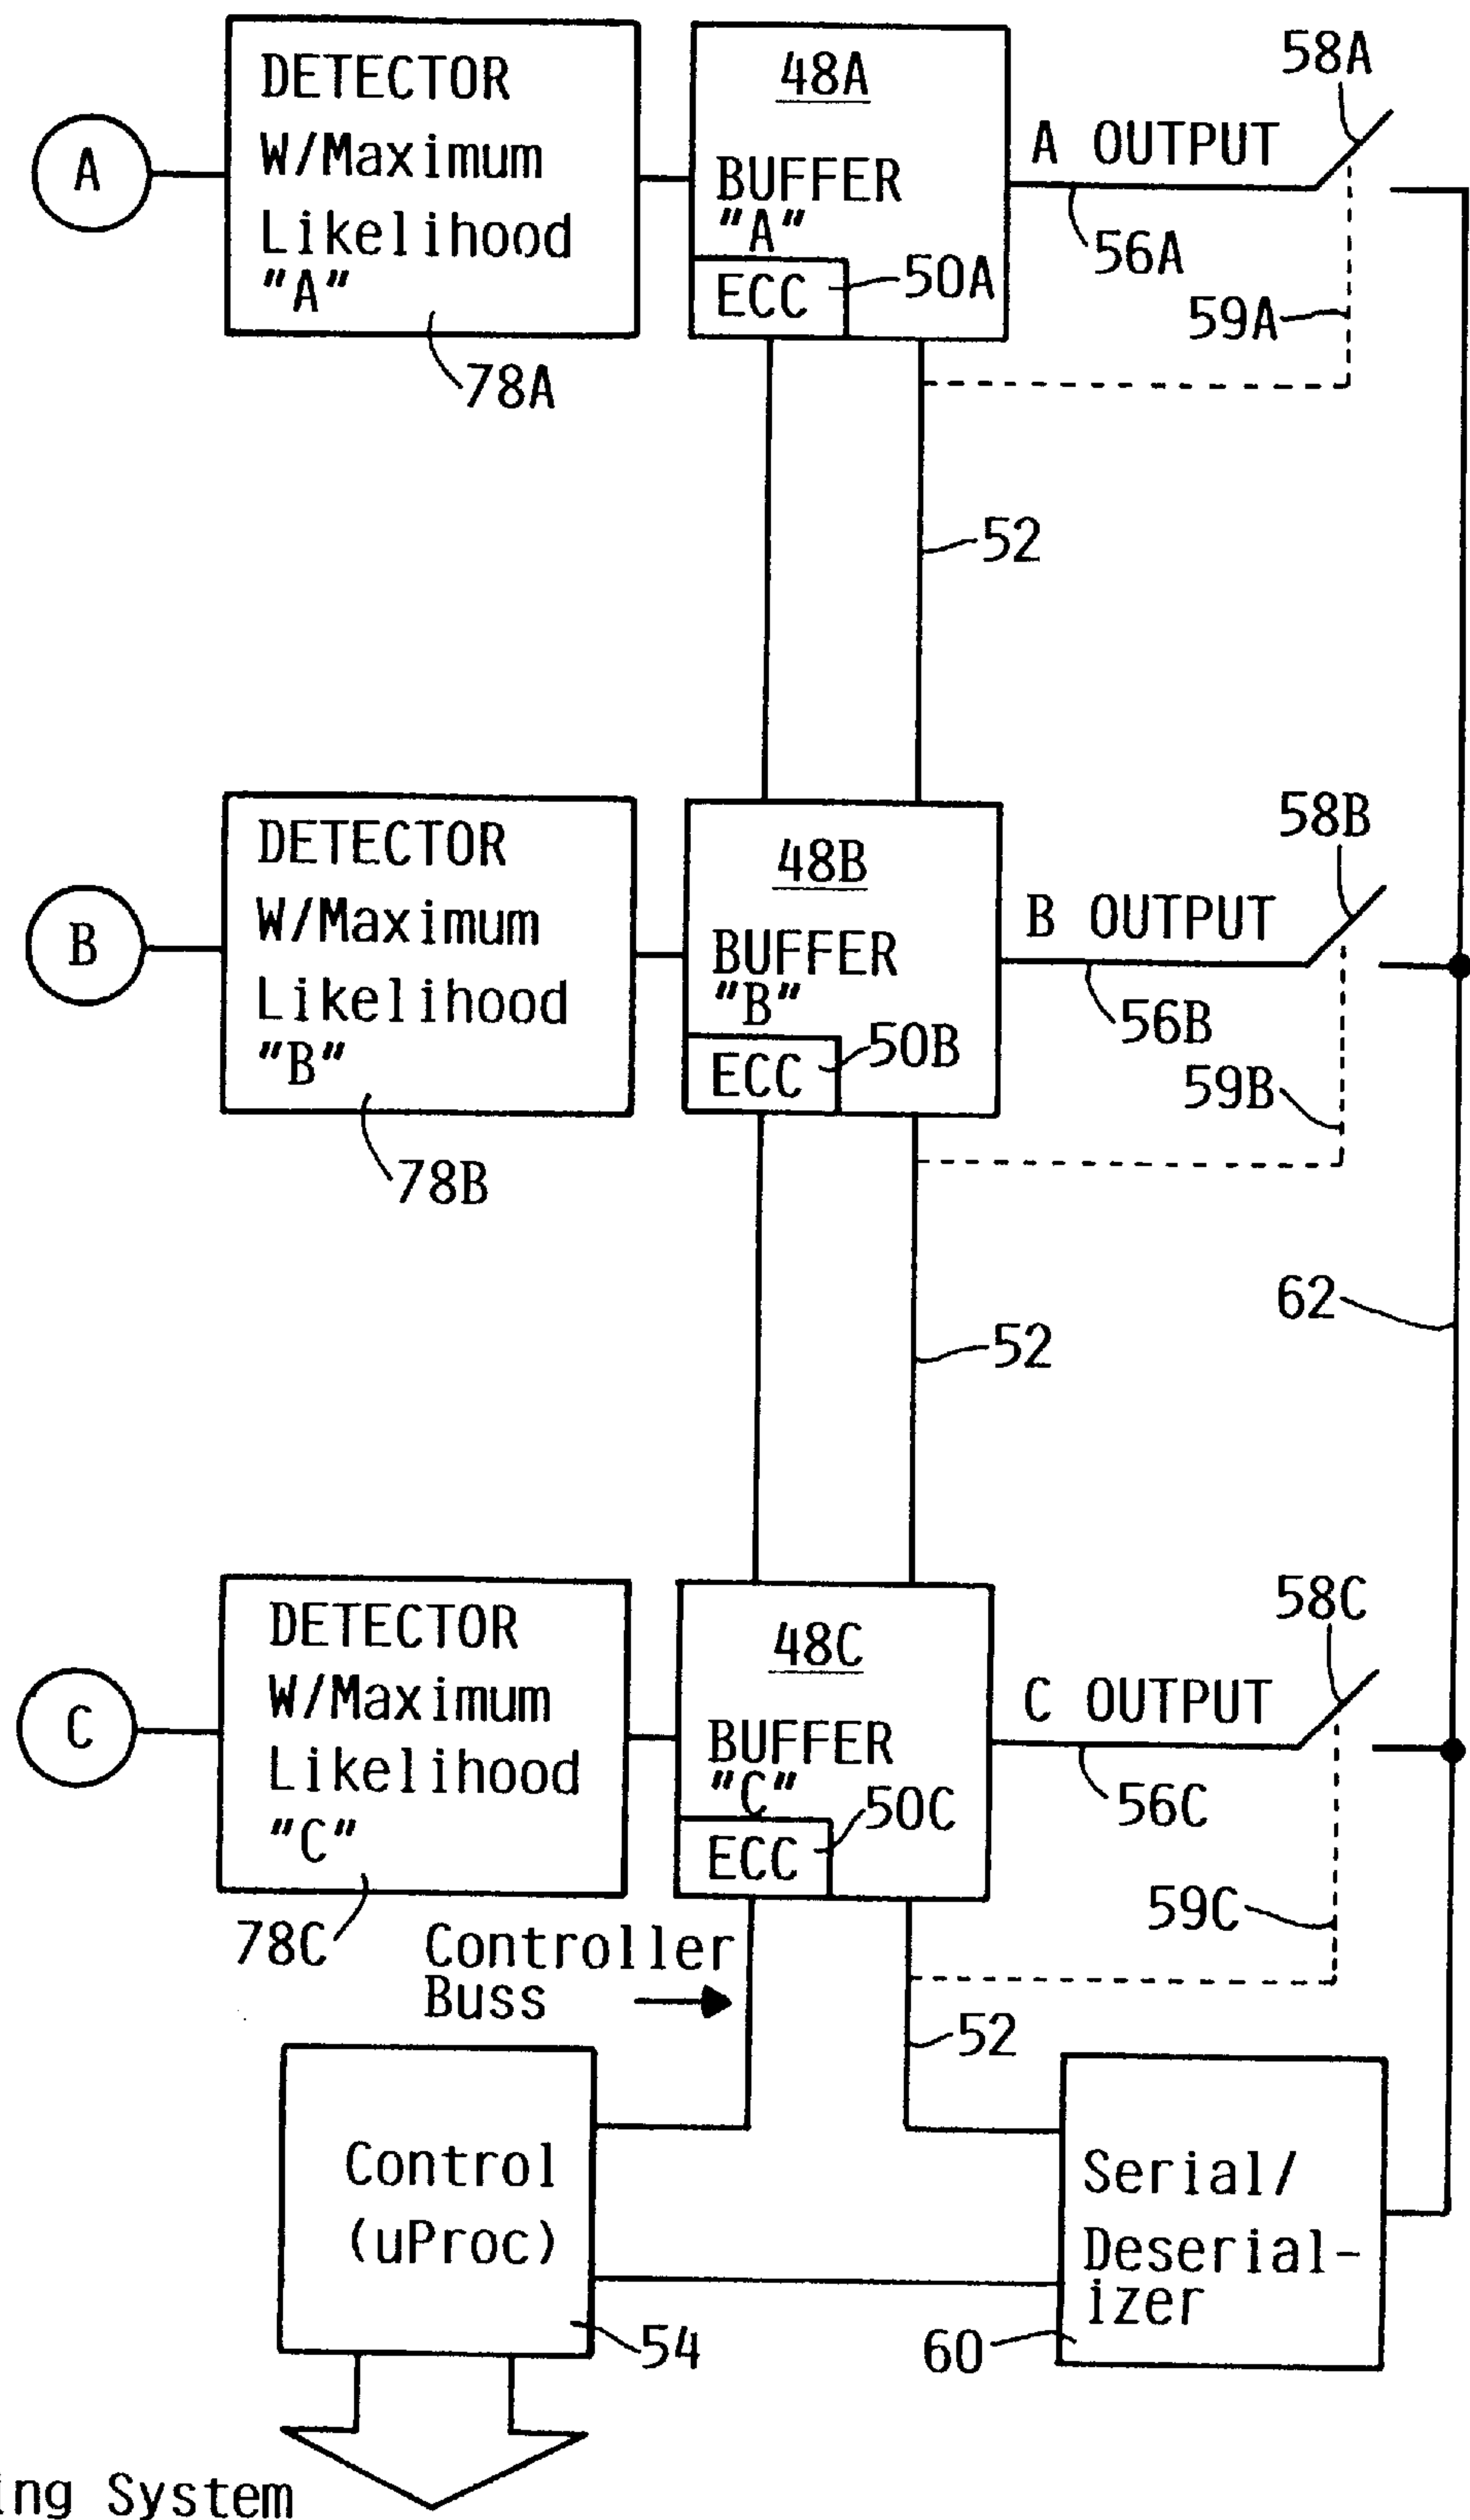 A
DETECTOR
W/Maximum
Likelihood
"A"
78A
48A
BUFFER
"A"
ECC
50A
A OUTPUT
56A
58A
59A
52
B
DETECTOR
W/Maximum
Likelihood
"B"
78B
48B
BUFFER
"B"
ECC
50B
B OUTPUT
56B
58B
59B
62
52
C
DETECTOR
W/Maximum
Likelihood
"C"
78C
48C
BUFFER
"C"
ECC
50C
C OUTPUT
56C
58C
59C
Controller
Buss
52
Control
(uProc)
54
Serial/
Deserial-
izer
60
System